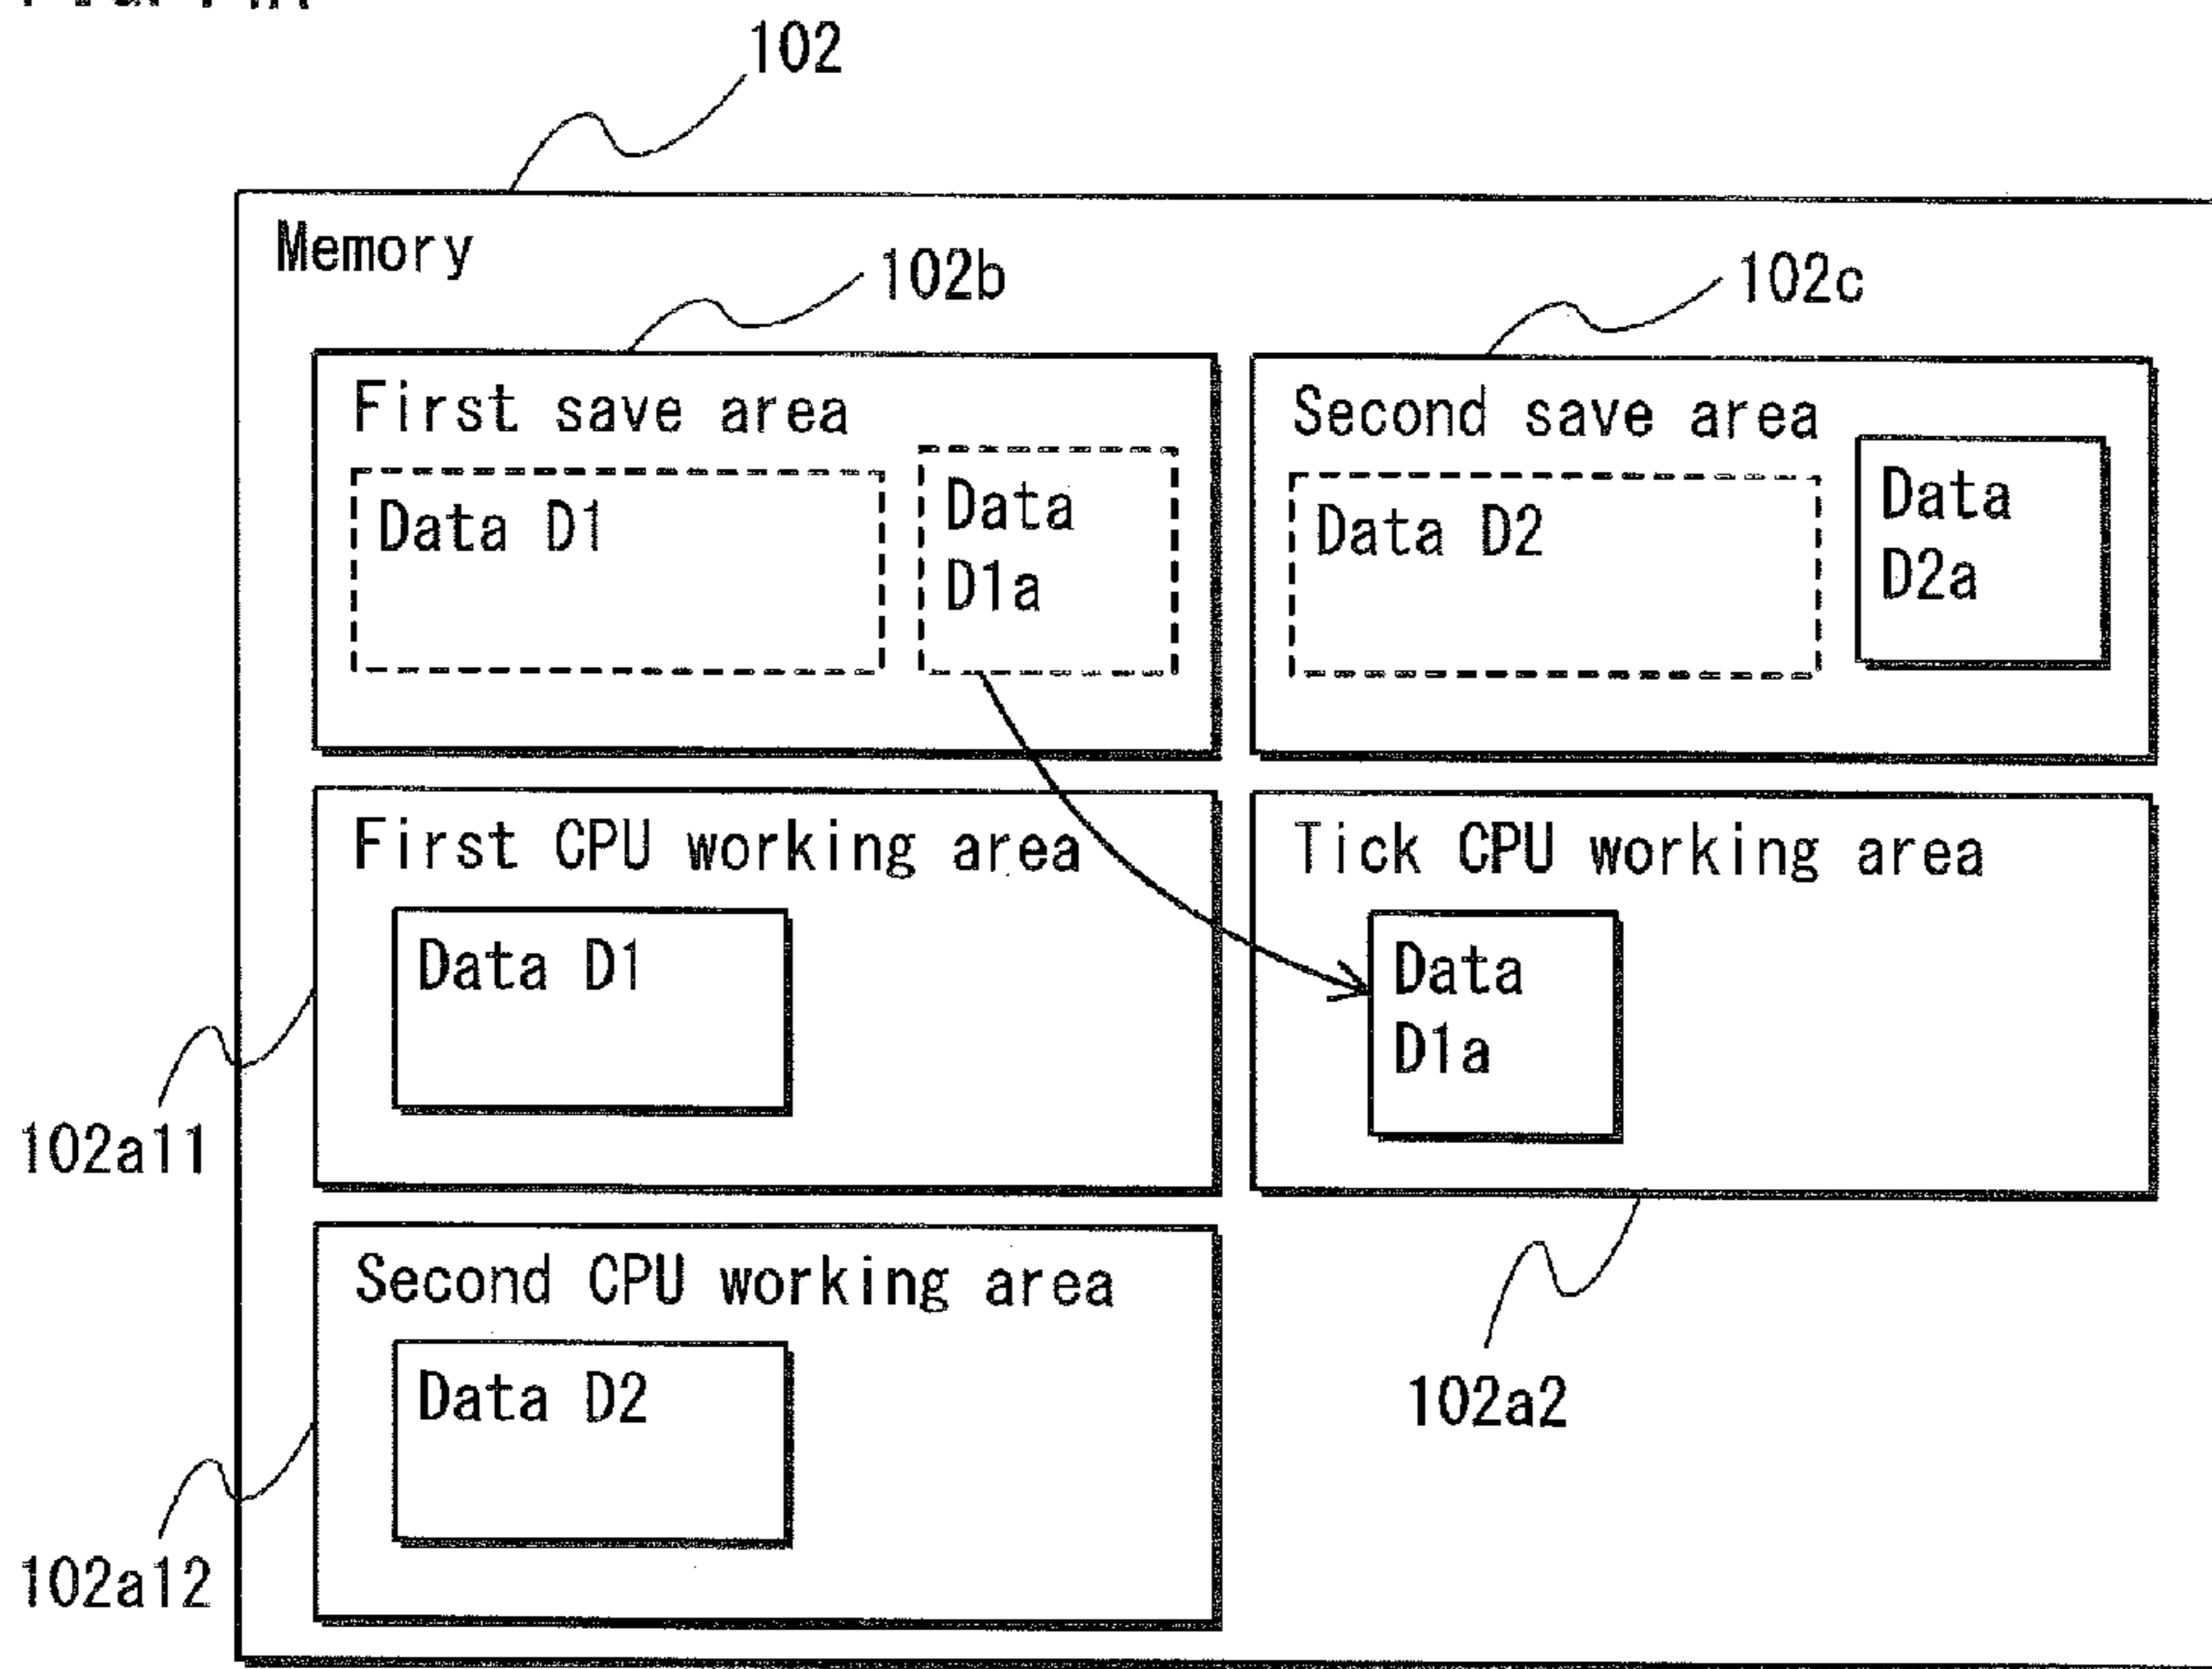 102
Memory
102b
102c
First save area
Data D1
Data
D1a
Second save area
Data D2
Data
D2a
First CPU working area
Data D1
Tick CPU working area
Data
D1a
102a11
Second CPU working area
Data D2
102a2
102a12